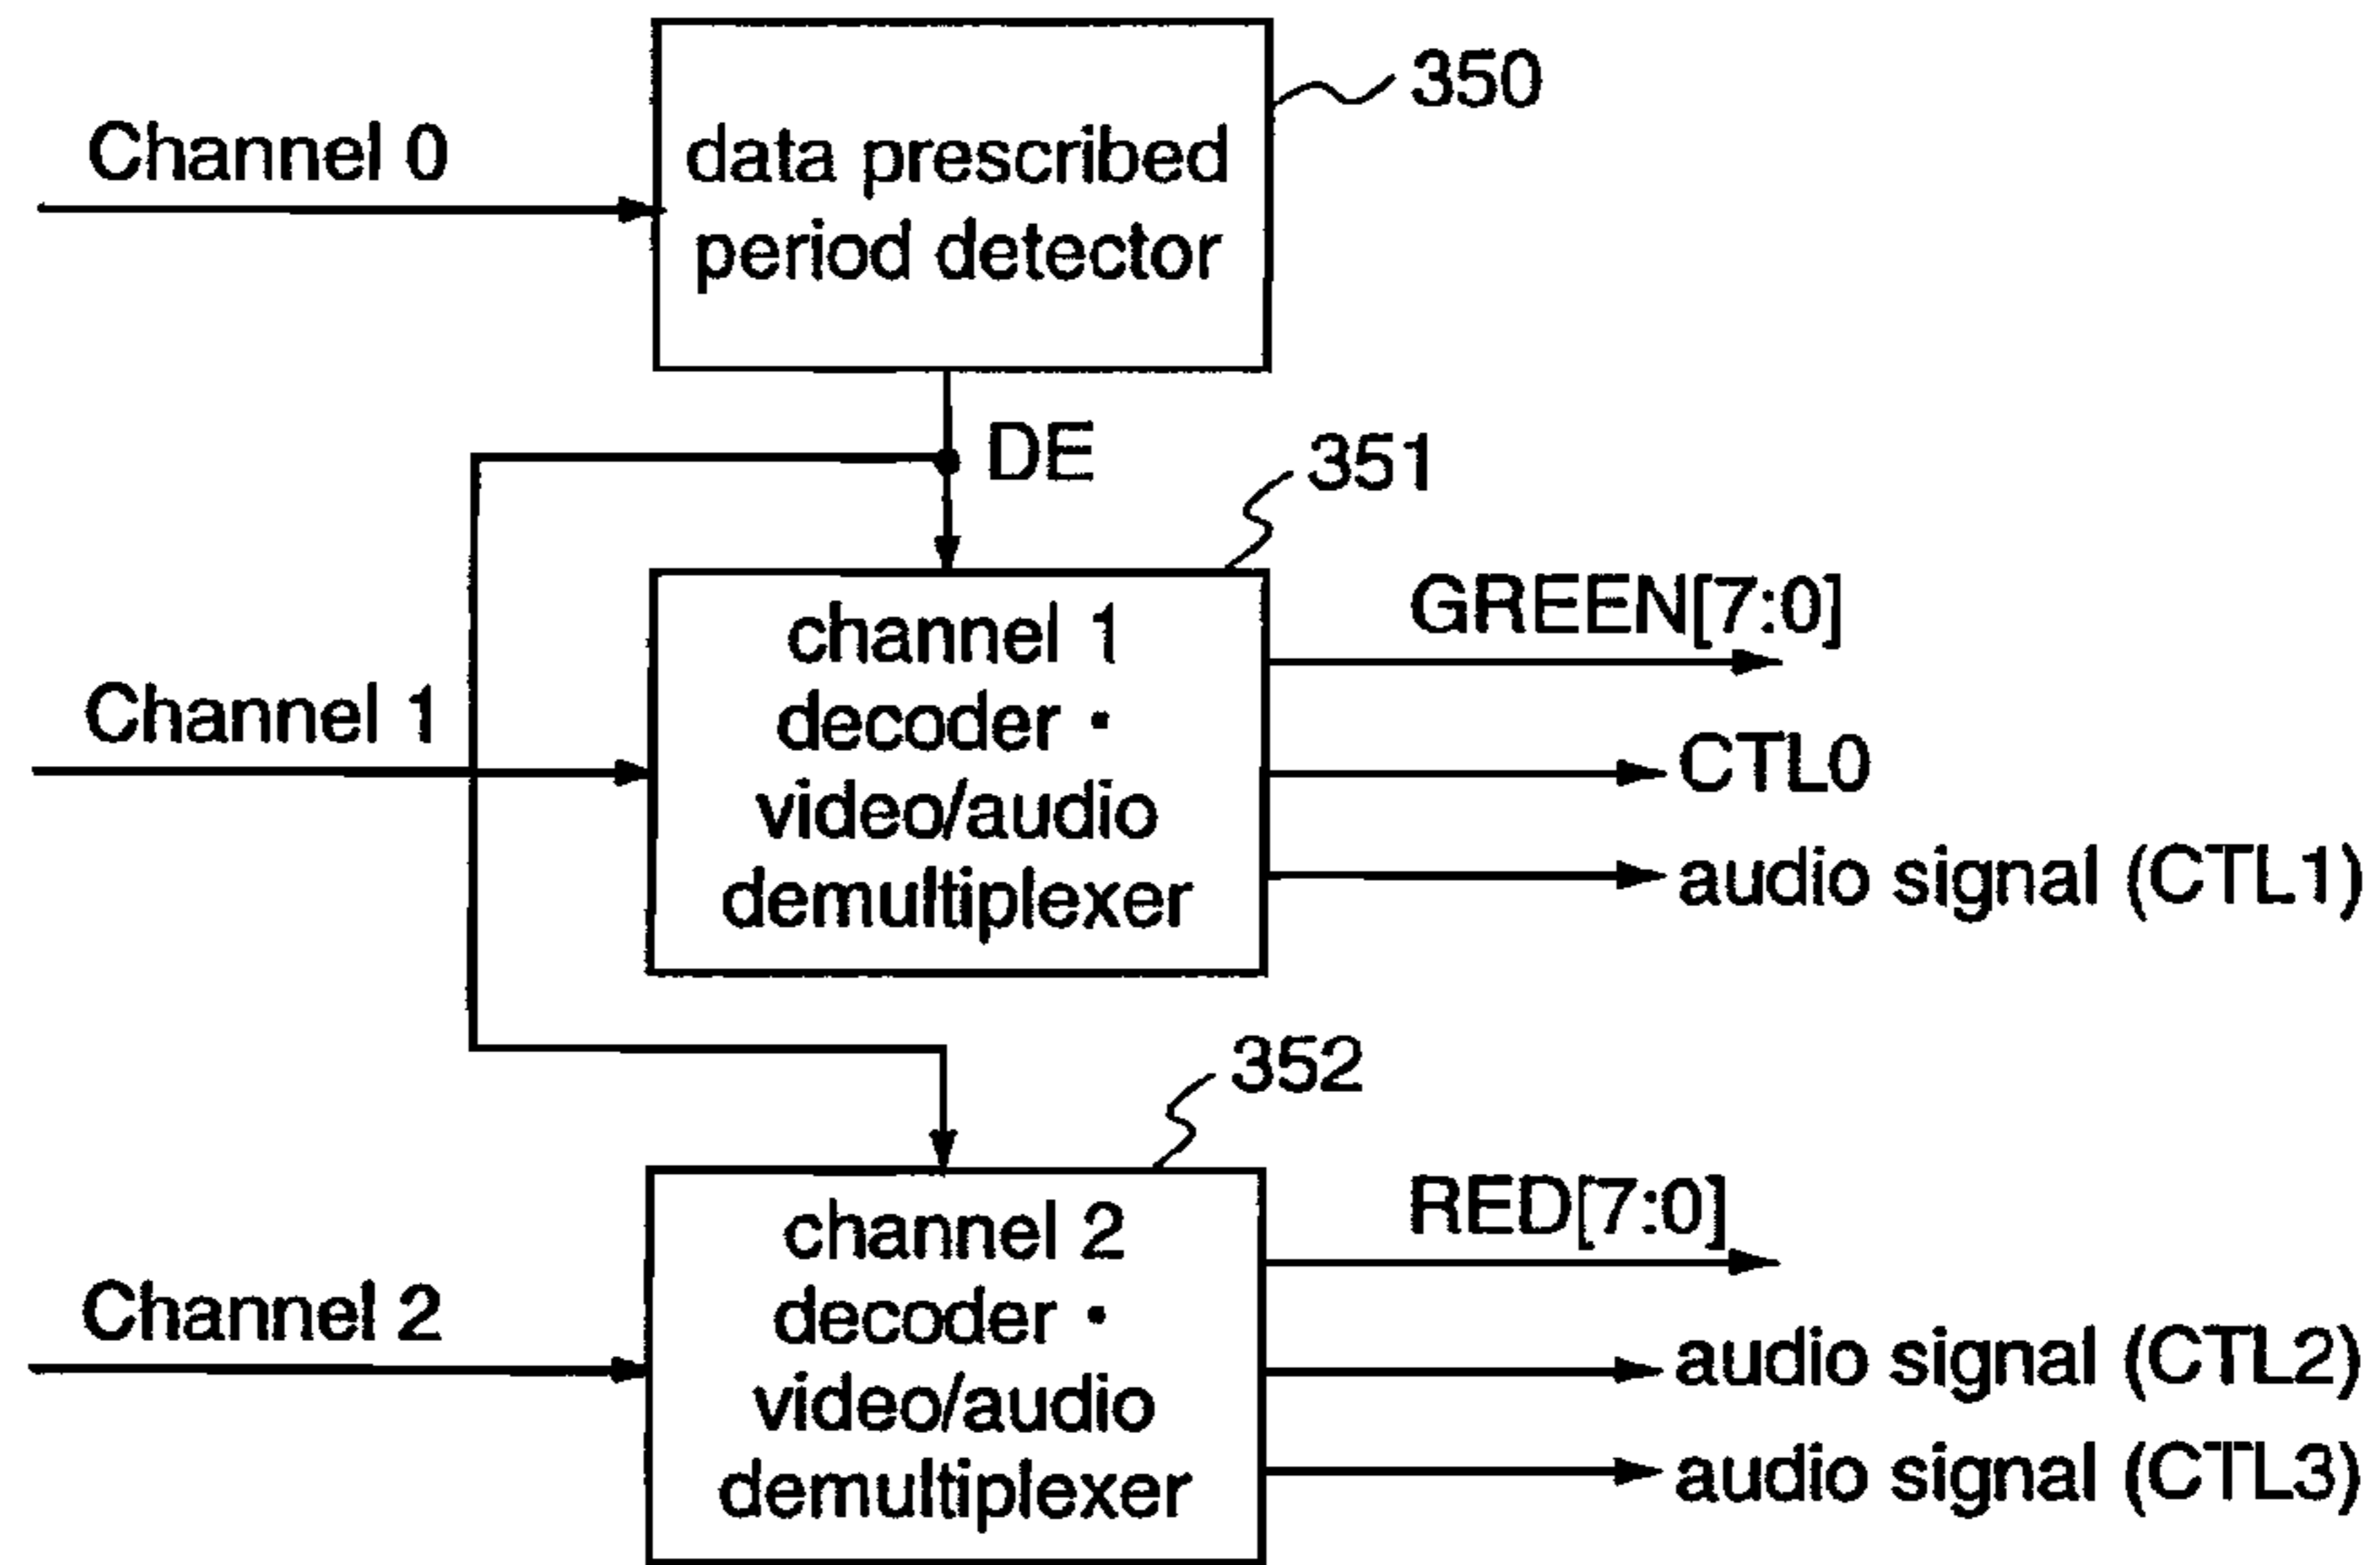 350
Channel 0
data prescribed
period detector
DE
351
channel 1
decoder •
video/audio
demultiplexer
Channel 1
GREEN[7:0]
CTL0
audio signal (CTL1)
352
channel 2
decoder •
video/audio
demultiplexer
Channel 2
RED[7:0]
audio signal (CTL2)
audio signal (CTL3)